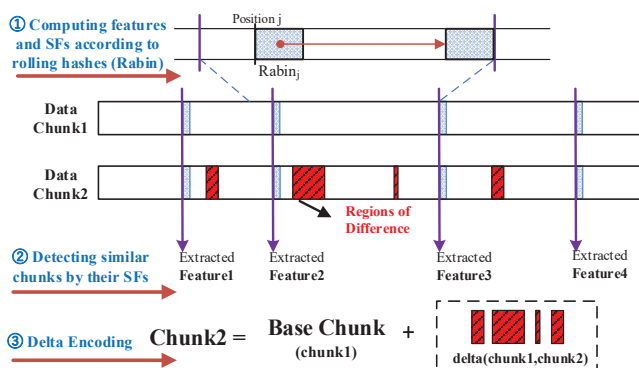 ① Computing features
and SFs according to
rolling hashes (Rabin)
Position j
Rabinj
Data
Chunk1
Data
Chunk2
Regions of
Difference
② Detecting similar
chunks by their SFs
Extracted
Feature1
Extracted
Feature2
Extracted
Feature3
Extracted
Feature4
③ Delta Encoding
Chunk2 = Base Chunk +
(chunk1)
delta(chunk1,chunk2)